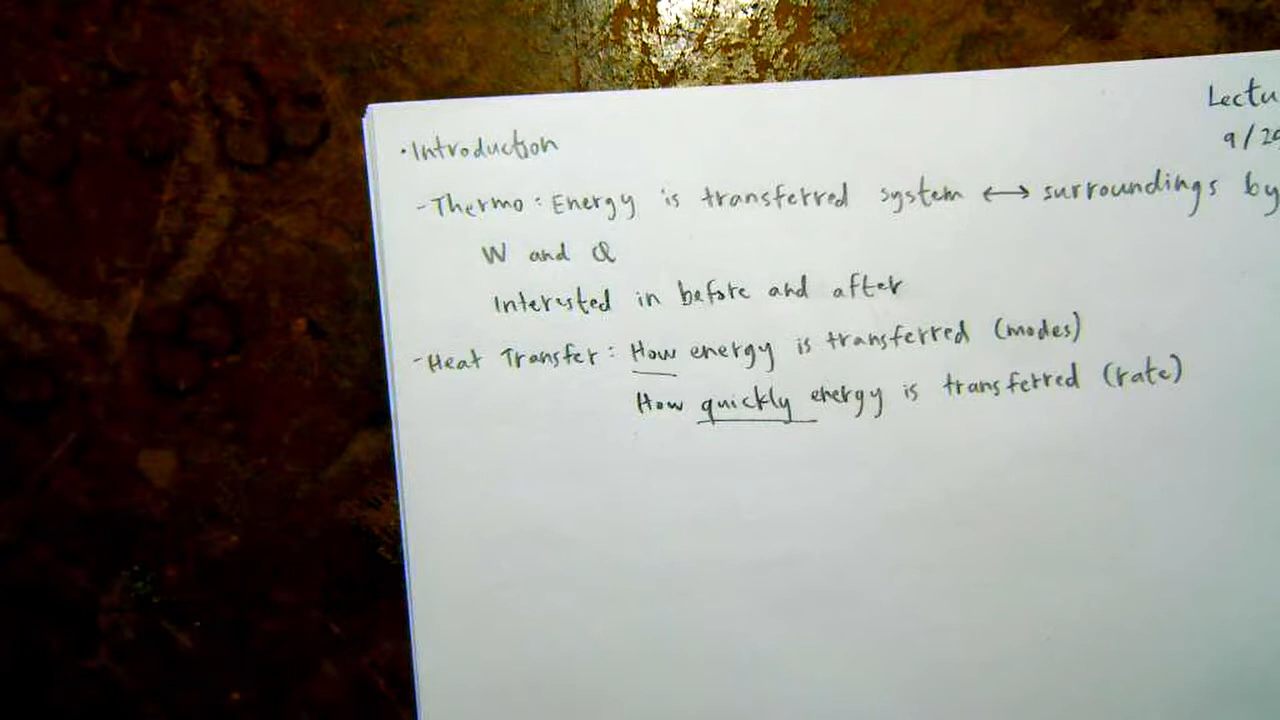 Lectu
9/29
• Introduction
- Thermo: Energy is transferred system ↔ surroundings by
W and Q
Interested in before and after
- Heat Transfer: How energy is transferred (modes)
How quickly energy is transferred (rate)